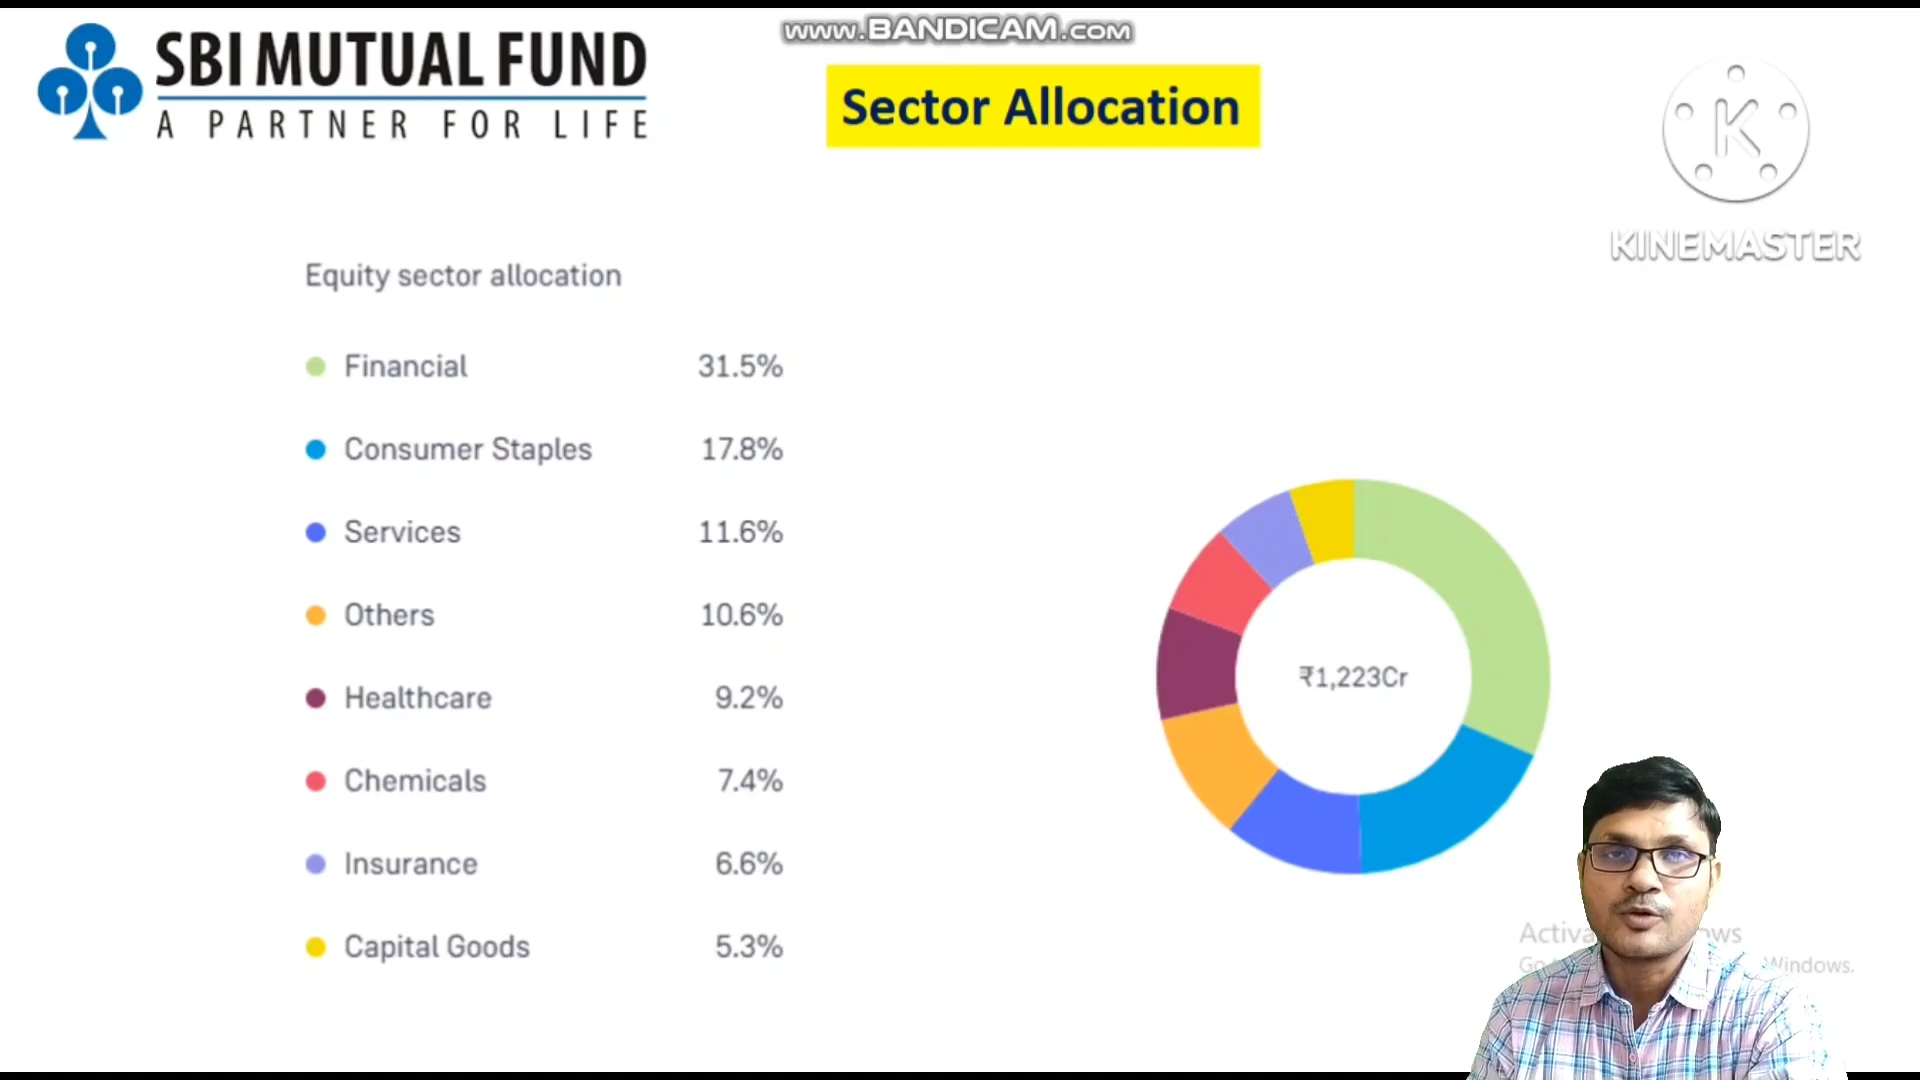 www.BANDICAM.com
SBI MUTUAL FUND
A PARTNER FOR LIFE
Sector Allocation
K
KINEMASTER
Equity sector allocation
Financial 31.5%
Consumer Staples 17.8%
Services 11.6%
Others 10.6%
Healthcare 9.2%
Chemicals 7.4%
Insurance 6.6%
Capital Goods 5.3%
₹1,223Cr
Windows.